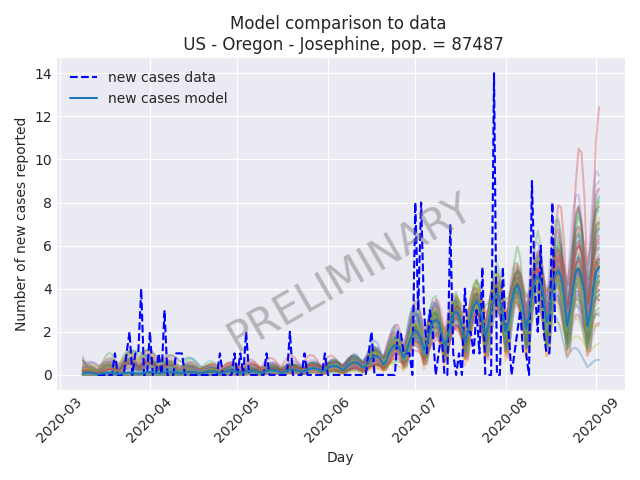 Model comparison to data
US - Oregon - Josephine, pop. = 87487
new cases data
new cases model
PRELIMINARY
Number of new cases reported
14
12
10
8
6
4
2
0
2020-03
2020-04
2020-05
2020-06
2020-07
2020-08
2020-09
Day